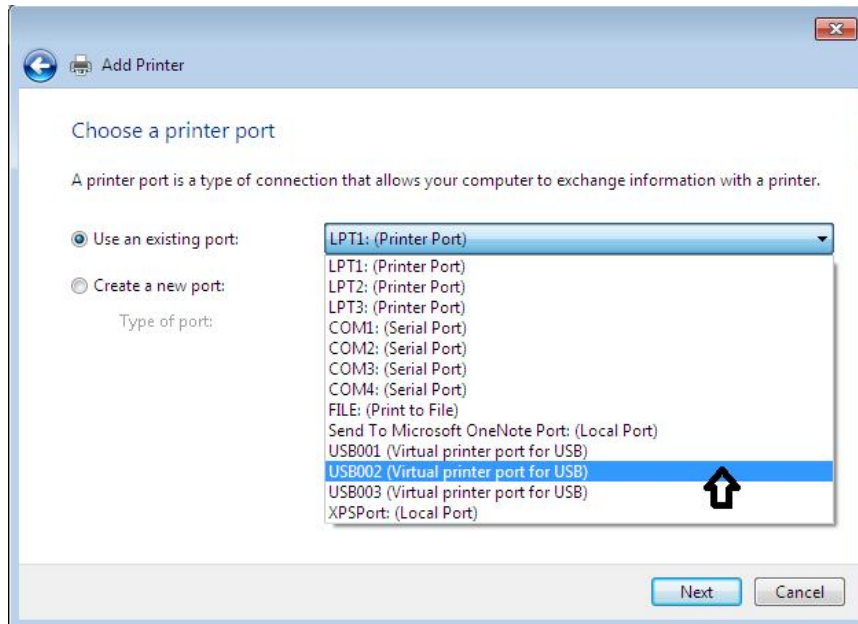 Add Printer
Choose a printer port
A printer port is a type of connection that allows your computer to exchange information with a printer.
Use an existing port:
LPT1: (Printer Port)
LPT1: (Printer Port)
LPT2: (Printer Port)
Create a new port:
LPT3: (Printer Port)
Type of port:
COM1: (Serial Port)
COM2: (Serial Port)
COM3: (Serial Port)
COM4: (Serial Port)
FILE: (Print to File)
Send To Microsoft OneNote Port: (Local Port)
USB001 (Virtual printer port for USB)
USB002 (Virtual printer port for USB)
USB003 (Virtual printer port for USB)
XPSPort: (Local Port)
Next
Cancel